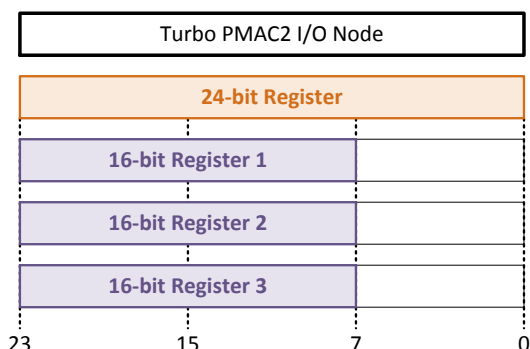 Turbo PMAC2 I/O Node
24-bit Register
16-bit Register 1
16-bit Register 2
16-bit Register 3
23 15 7 0